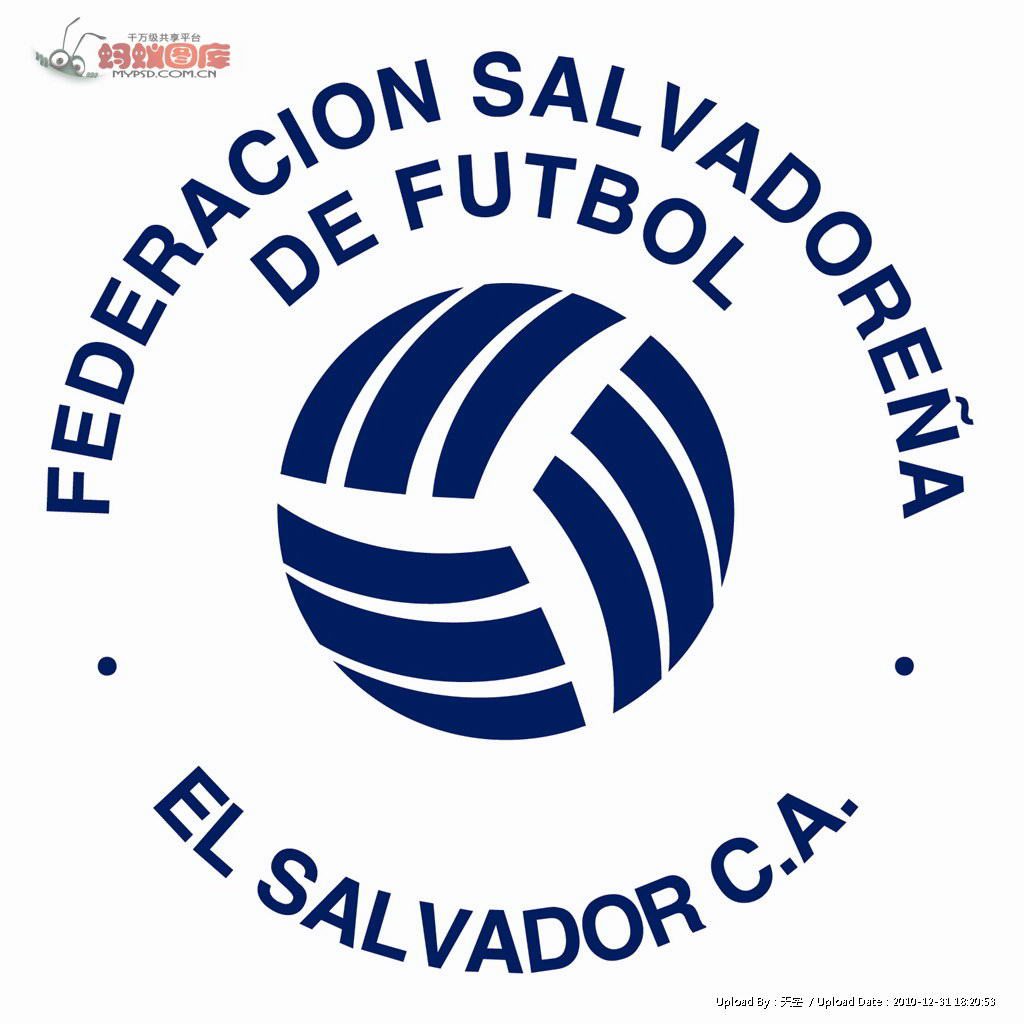 千万级共享平台
蚂蚁图库
MYPSD.COM.CN
FEDERACION SALVADOREÑA
DE FUTBOL
EL SALVADOR C.A.
Upload By : 天空 / Upload Date : 2010-12-31 18:20:53